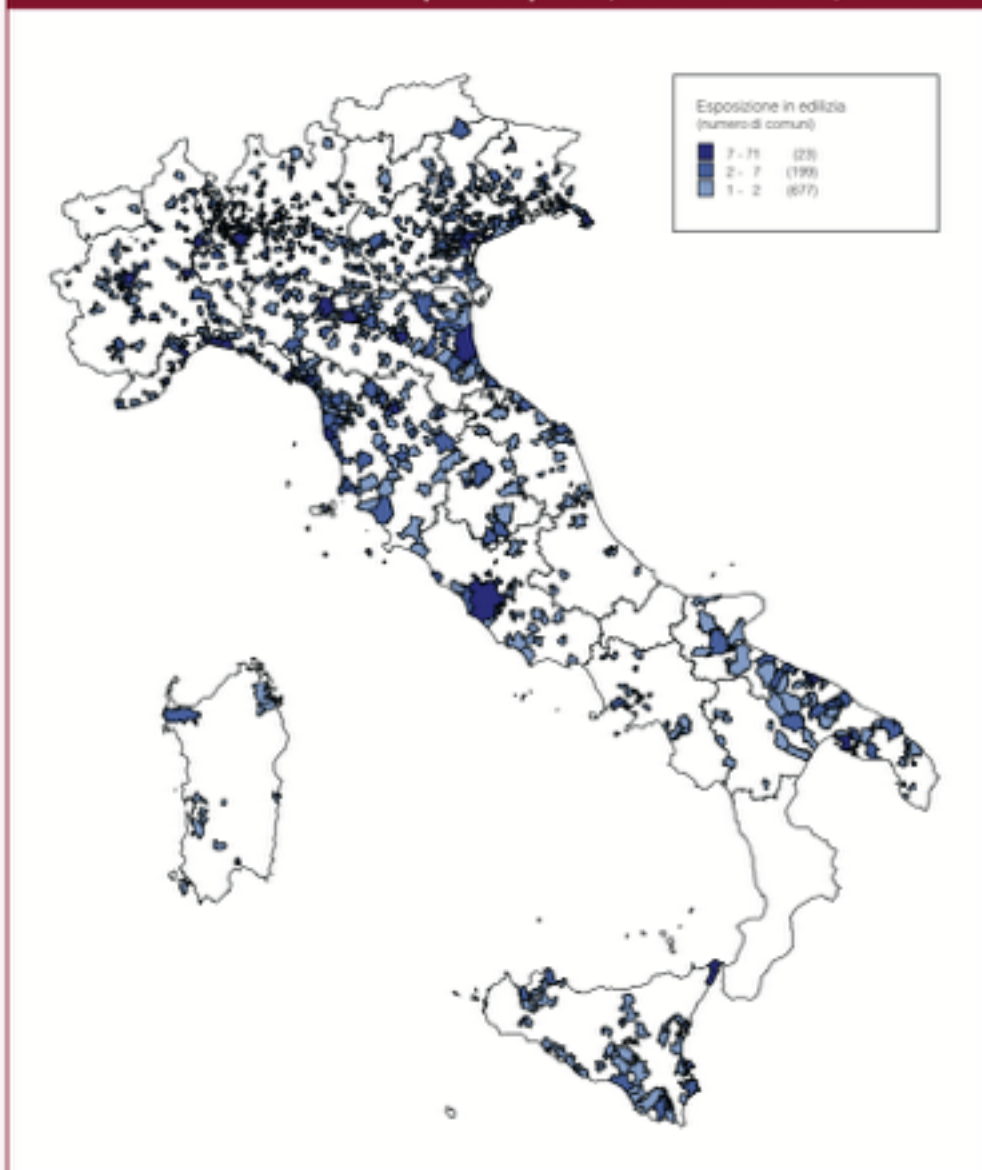 Esposizione in edilizia
(numero di comuni)
7 - 71 (23)
2 - 7 (199)
1 - 2 (677)